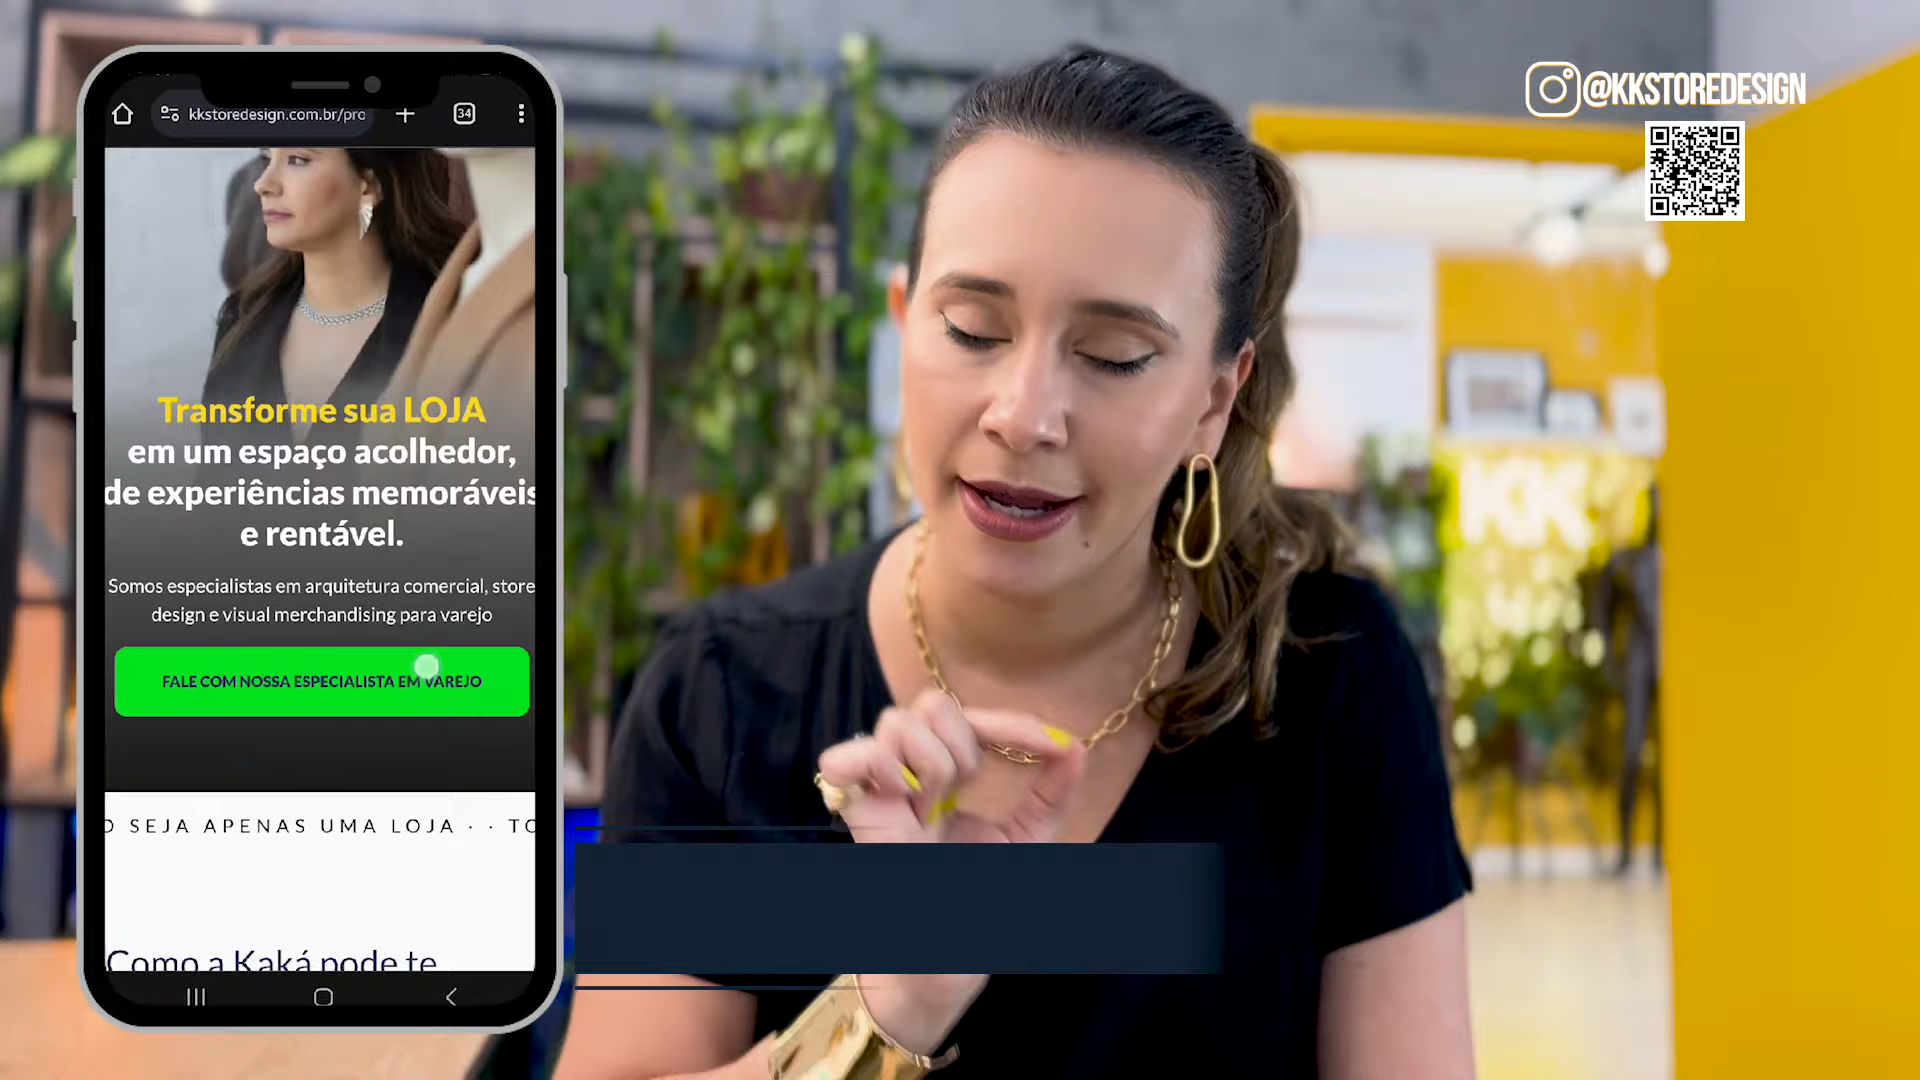 kkstoredesign.com.br/pro
34
Transforme sua LOJA
em um espaço acolhedor,
de experiências memoráveis
e rentável.
Somos especialistas em arquitetura comercial, store
design e visual merchandising para varejo
FALE COM NOSSA ESPECIALISTA EM VAREJO
O SEJA APENAS UMA LOJA · · TO
Como a Kaká pode te
@KKSTOREDESIGN
KK